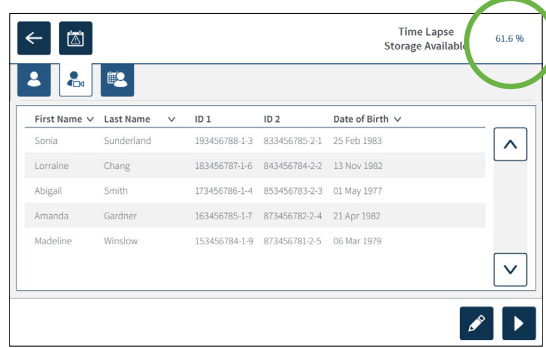 Time Lapse
Storage Available 61.6 %
First Name Last Name ID 1 ID 2 Date of Birth
Sonia Sunderland 193456788-1-3 833456785-2-1 25 Feb 1983
Lorraine Chang 183456787-1-6 843456784-2-2 13 Nov 1982
Abigail Smith 173456786-1-4 853456783-2-3 01 May 1977
Amanda Gardner 163456785-1-7 873456782-2-4 21 Apr 1982
Madeline Winslow 153456784-1-9 873456781-2-5 06 Mar 1979